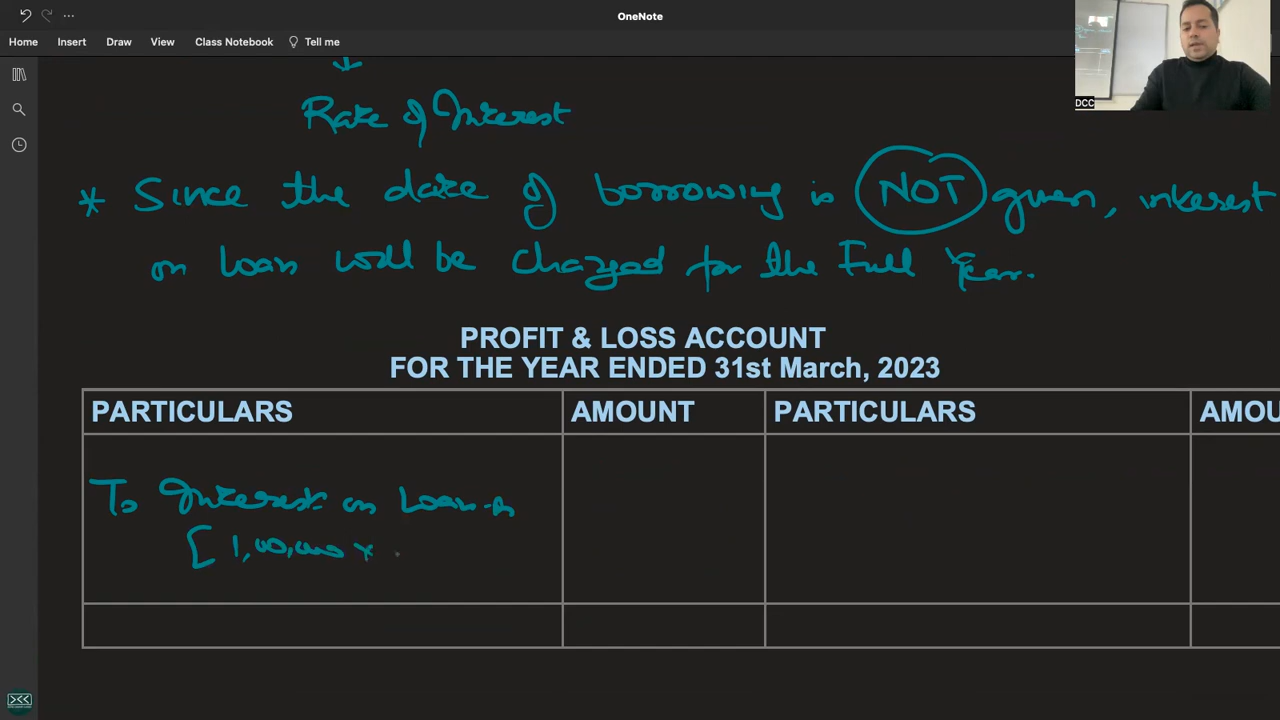 OneNote
Home Insert Draw View Class Notebook Tell me
DCC
Rate of Interest
* Since the date of borrowing is NOT given, interest
on loan will be charged for the Full Year.
PROFIT & LOSS ACCOUNT
FOR THE YEAR ENDED 31st March, 2023
PARTICULARS AMOUNT PARTICULARS AMOU
To Interest on Loan-A
[ 1,00,000 x